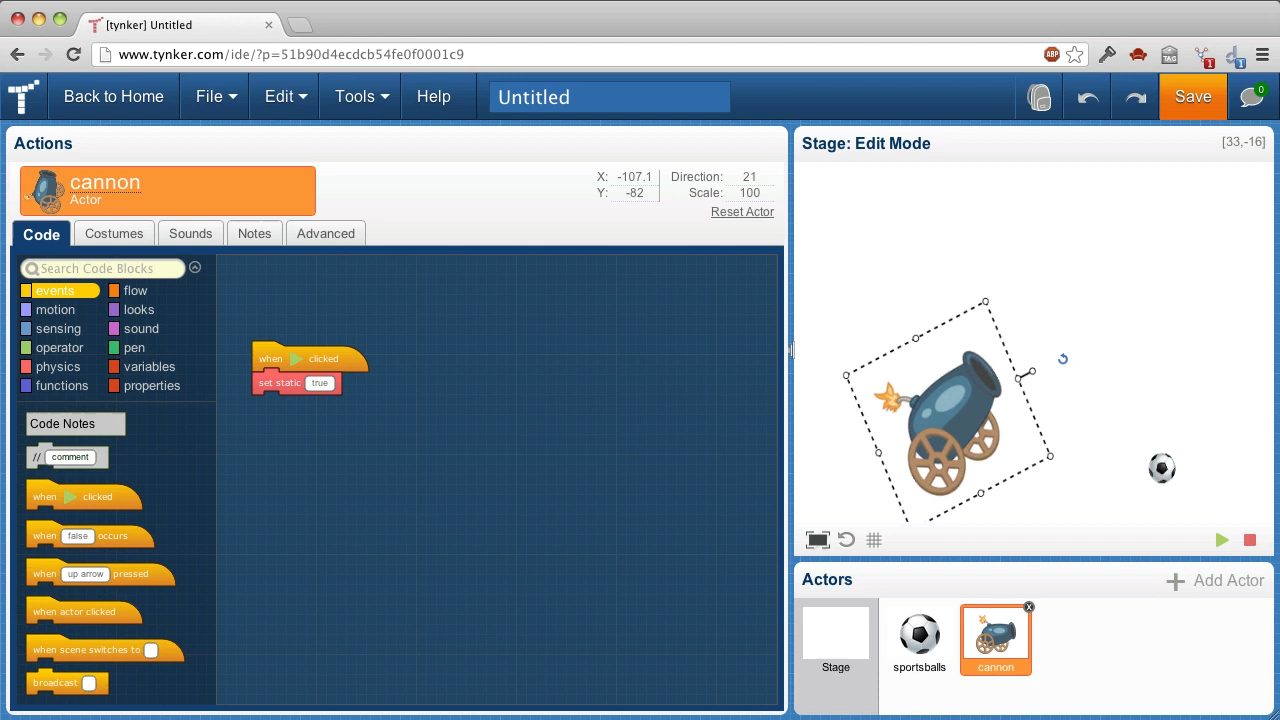 [tynker] Untitled
www.tynker.com/ide/?p=51b90d4ecdcb54fe0f0001c9
ABP
TAG
1
1
Back to Home
File
Edit
Tools
Help
Untitled
Save
0
Actions
cannon
Actor
X: -107.1 Direction: 21
Y: -82 Scale: 100
Reset Actor
Code Costumes Sounds Notes Advanced
Search Code Blocks
events flow
motion looks
sensing sound
operator pen
physics variables
functions properties
Code Notes
// comment
when clicked
when false occurs
when up arrow pressed
when actor clicked
when scene switches to
broadcast
when clicked
set static true
Stage: Edit Mode
[33,-16]
Actors
Add Actor
Stage
sportsballs
X
cannon